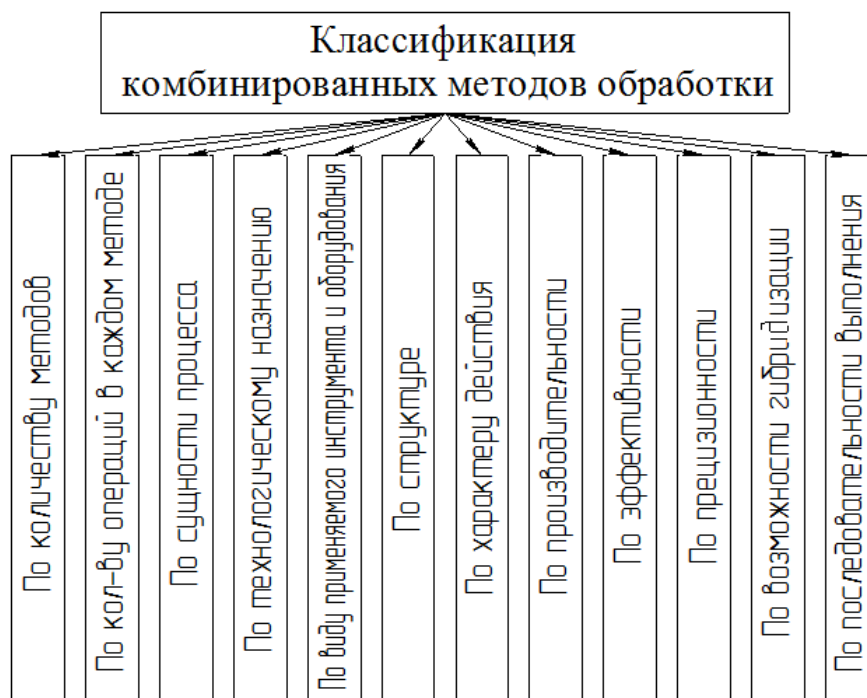 Классификация
комбинированных методов обработки
По количеству методов
По кол-ву операций в каждом методе
По сущности процесса
По технологическому назначению
По виду применяемого инструмента и оборудования
По структуре
По характеру действия
По производительности
По эффективности
По прецизионности
По возможности гибридизации
По последовательности выполнения